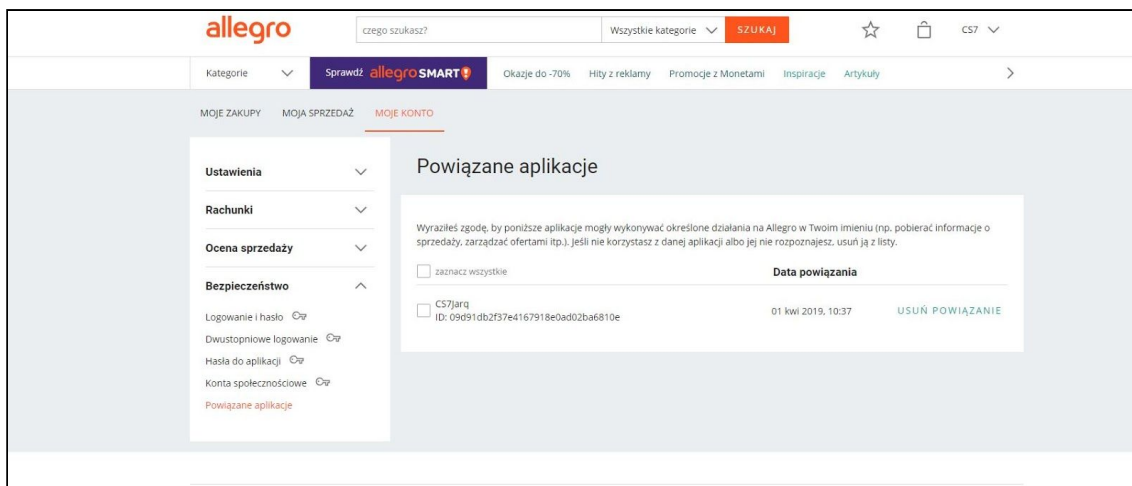 allegro
czego szukasz?
Wszystkie kategorie
SZUKAJ
CS7
Kategorie
Sprawdź allegro SMART!
Okazje do -70%
Hity z reklamy
Promocje z Monetami
Inspiracje
Artykuły
MOJE ZAKUPY
MOJA SPRZEDAŻ
MOJE KONTO
Ustawienia
Rachunki
Ocena sprzedaży
Bezpieczeństwo
Logowanie i hasło
Dwustopniowe logowanie
Hasła do aplikacji
Konta społecznościowe
Powiązane aplikacje
Powiązane aplikacje
Wyraziłeś zgodę, by poniższe aplikacje mogły wykonywać określone działania na Allegro w Twoim imieniu (np. pobierać informacje o
sprzedaży, zarządzać ofertami itp.). Jeśli nie korzystasz z danej aplikacji albo jej nie rozpoznajesz, usuń ją z listy.
zaznacz wszystkie
Data powiązania
CS7Jarq
ID: 09d91db2f37e4167918e0ad02ba6810e
01 kwi 2019, 10:37
USUŃ POWIĄZANIE